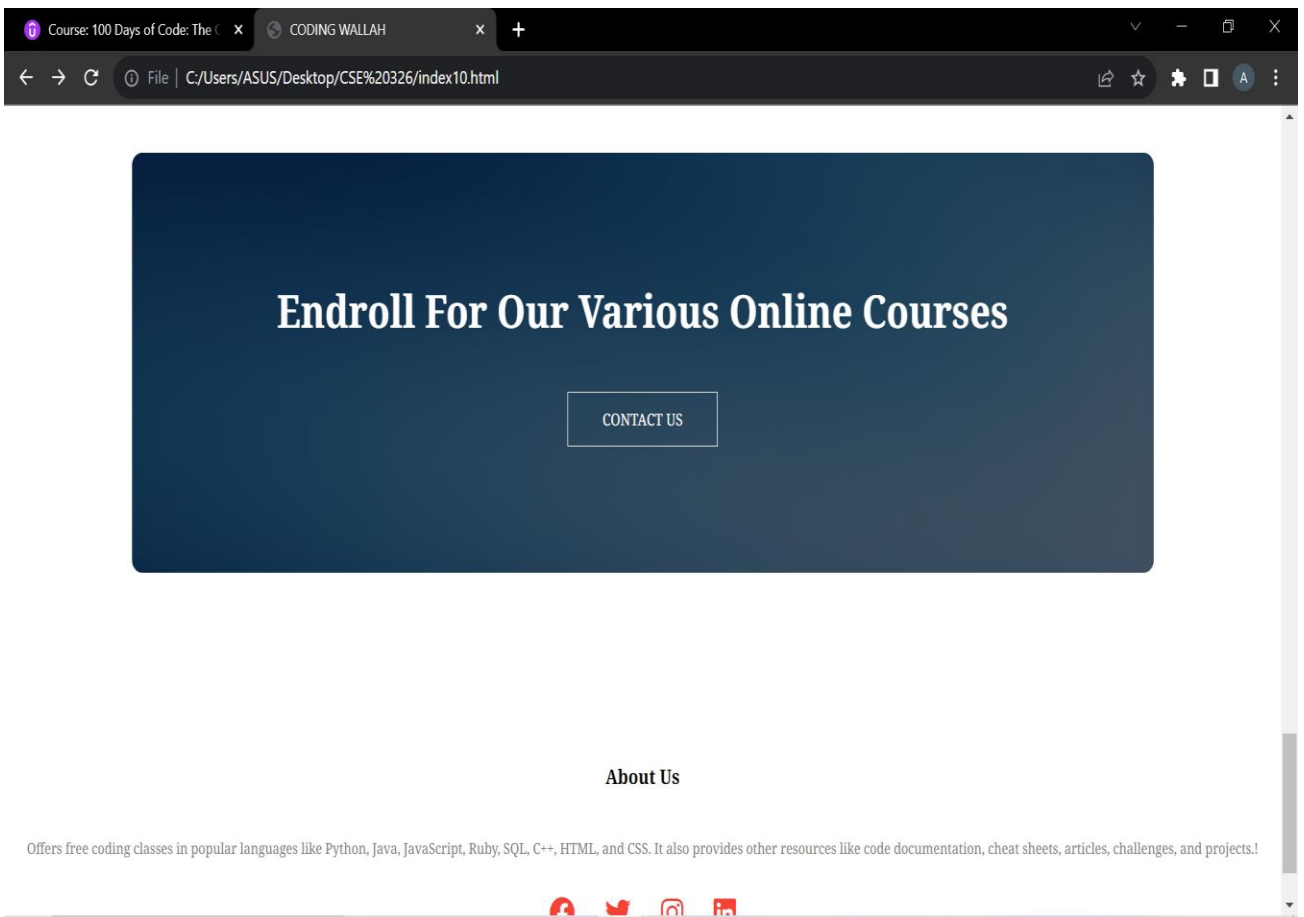 Course: 100 Days of Code: The C
CODING WALLAH
File | C:/Users/ASUS/Desktop/CSE%20326/index10.html
A
Endroll For Our Various Online Courses
CONTACT US
About Us
Offers free coding classes in popular languages like Python, Java, JavaScript, Ruby, SQL, C++, HTML, and CSS. It also provides other resources like code documentation, cheat sheets, articles, challenges, and projects.!